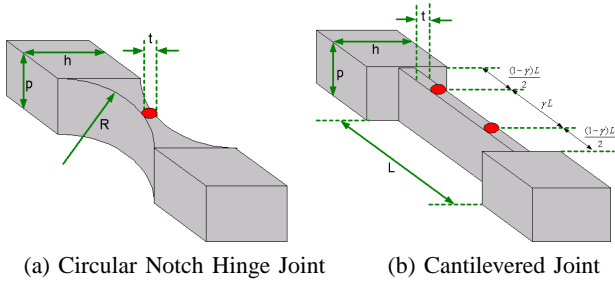 t
h
p
R
t
h
p
(1-γ)L
2
γL
(1-γ)L
2
L
(a) Circular Notch Hinge Joint
(b) Cantilevered Joint